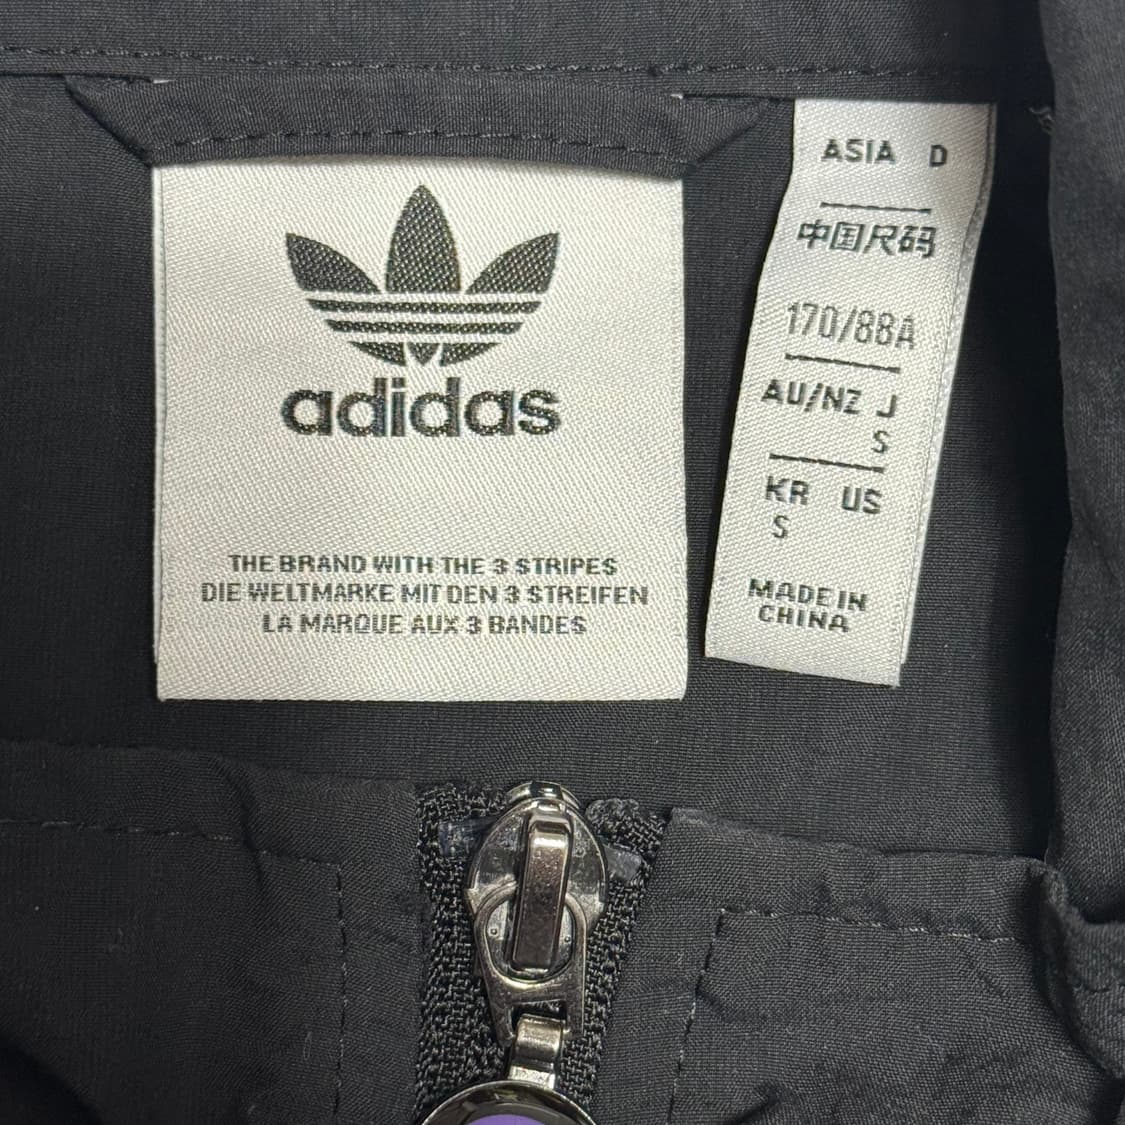 adidas
THE BRAND WITH THE 3 STRIPES
DIE WELTMARKE MIT DEN 3 STREIFEN
LA MARQUE AUX 3 BANDES
ASIA D
中国尺码
170/88A
AU/NZ J
S
KR US
S
MADE IN
CHINA